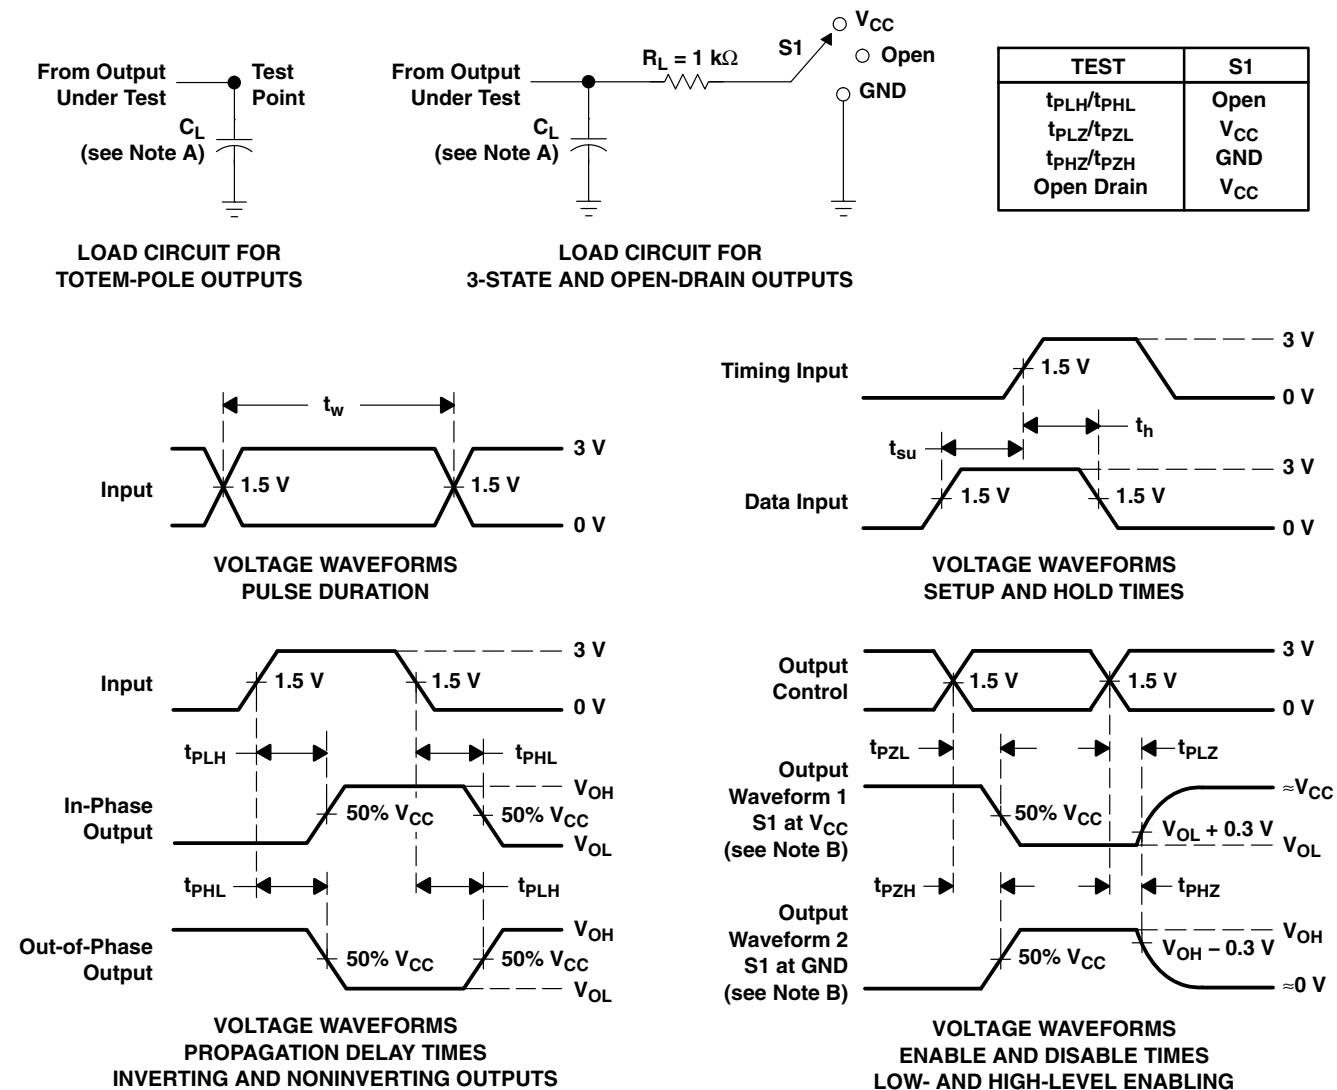 From Output
Under Test
Test
Point
CL
(see Note A)
LOAD CIRCUIT FOR
TOTEM-POLE OUTPUTS
From Output
Under Test
RL = 1 kΩ
S1
VCC
Open
GND
CL
(see Note A)
LOAD CIRCUIT FOR
3-STATE AND OPEN-DRAIN OUTPUTS
TEST S1
tPLH/tPHL Open
tPLZ/tPZL VCC
tPHZ/tPZH GND
Open Drain VCC
tw
3 V
Input
1.5 V
1.5 V
0 V
VOLTAGE WAVEFORMS
PULSE DURATION
3 V
Timing Input
1.5 V
0 V
th
tsu
3 V
Data Input
1.5 V
1.5 V
0 V
VOLTAGE WAVEFORMS
SETUP AND HOLD TIMES
3 V
Input
1.5 V
1.5 V
0 V
tPLH
tPHL
VOH
In-Phase
Output
50% VCC
50% VCC
VOL
tPHL
tPLH
VOH
Out-of-Phase
Output
50% VCC
50% VCC
VOL
VOLTAGE WAVEFORMS
PROPAGATION DELAY TIMES
INVERTING AND NONINVERTING OUTPUTS
3 V
Output
Control
1.5 V
1.5 V
0 V
tPZL
tPLZ
Output
Waveform 1
S1 at VCC
(see Note B)
50% VCC
≈VCC
VOL + 0.3 V
VOL
tPZH
tPHZ
Output
Waveform 2
S1 at GND
(see Note B)
50% VCC
VOH
VOH − 0.3 V
≈0 V
VOLTAGE WAVEFORMS
ENABLE AND DISABLE TIMES
LOW- AND HIGH-LEVEL ENABLING